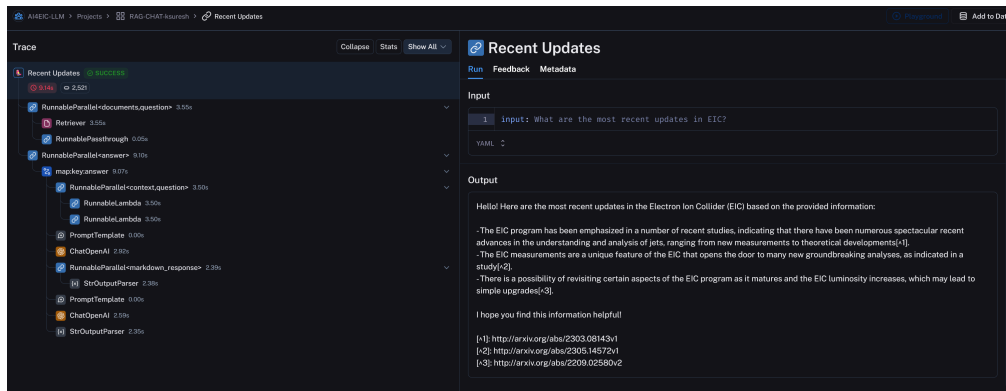 AI4EIC-LLM > Projects > RAG-CHAT-ksuresh > Recent Updates
Playground
Add to Dat
Trace
Collapse Stats Show All
Recent Updates SUCCESS
9.14s 2,521
RunnableParallel<documents,question> 3.55s
Retriever 3.55s
RunnablePassthrough 0.05s
RunnableParallel<answer> 9.10s
map:key:answer 9.07s
RunnableParallel<context,question> 3.50s
RunnableLambda 3.50s
RunnableLambda 3.50s
PromptTemplate 0.00s
ChatOpenAI 2.92s
RunnableParallel<markdown_response> 2.39s
StrOutputParser 2.38s
PromptTemplate 0.00s
ChatOpenAI 2.59s
StrOutputParser 2.35s
Recent Updates
Run Feedback Metadata
Input
1 input: What are the most recent updates in EIC?
YAML
Output
Hello! Here are the most recent updates in the Electron Ion Collider (EIC) based on the provided information:
- The EIC program has been emphasized in a number of recent studies, indicating that there have been numerous spectacular recent
advances in the understanding and analysis of jets, ranging from new measurements to theoretical developments[^1].
- The EIC measurements are a unique feature of the EIC that opens the door to many new groundbreaking analyses, as indicated in a
study[^2].
- There is a possibility of revisiting certain aspects of the EIC program as it matures and the EIC luminosity increases, which may lead to
simple upgrades[^3].
I hope you find this information helpful!
[^1]: http://arxiv.org/abs/2303.08143v1
[^2]: http://arxiv.org/abs/2305.14572v1
[^3]: http://arxiv.org/abs/2209.02580v2